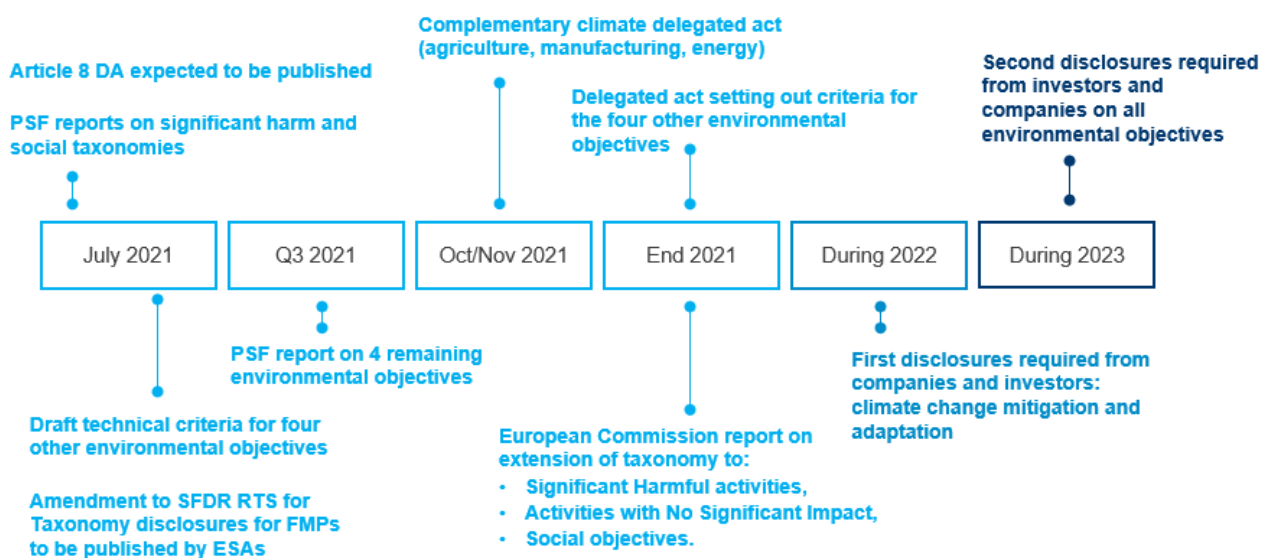 Article 8 DA expected to be published
PSF reports on significant harm and
social taxonomies
Complementary climate delegated act
(agriculture, manufacturing, energy)
Delegated act setting out criteria for
the four other environmental
objectives
Second disclosures required
from investors and
companies on all
environmental objectives
July 2021
Q3 2021
Oct/Nov 2021
End 2021
During 2022
During 2023
Draft technical criteria for four
other environmental objectives
Amendment to SFDR RTS for
Taxonomy disclosures for FMPs
to be published by ESAs
PSF report on 4 remaining
environmental objectives
European Commission report on
extension of taxonomy to:
• Significant Harmful activities,
• Activities with No Significant Impact,
• Social objectives.
First disclosures required from
companies and investors:
climate change mitigation and
adaptation